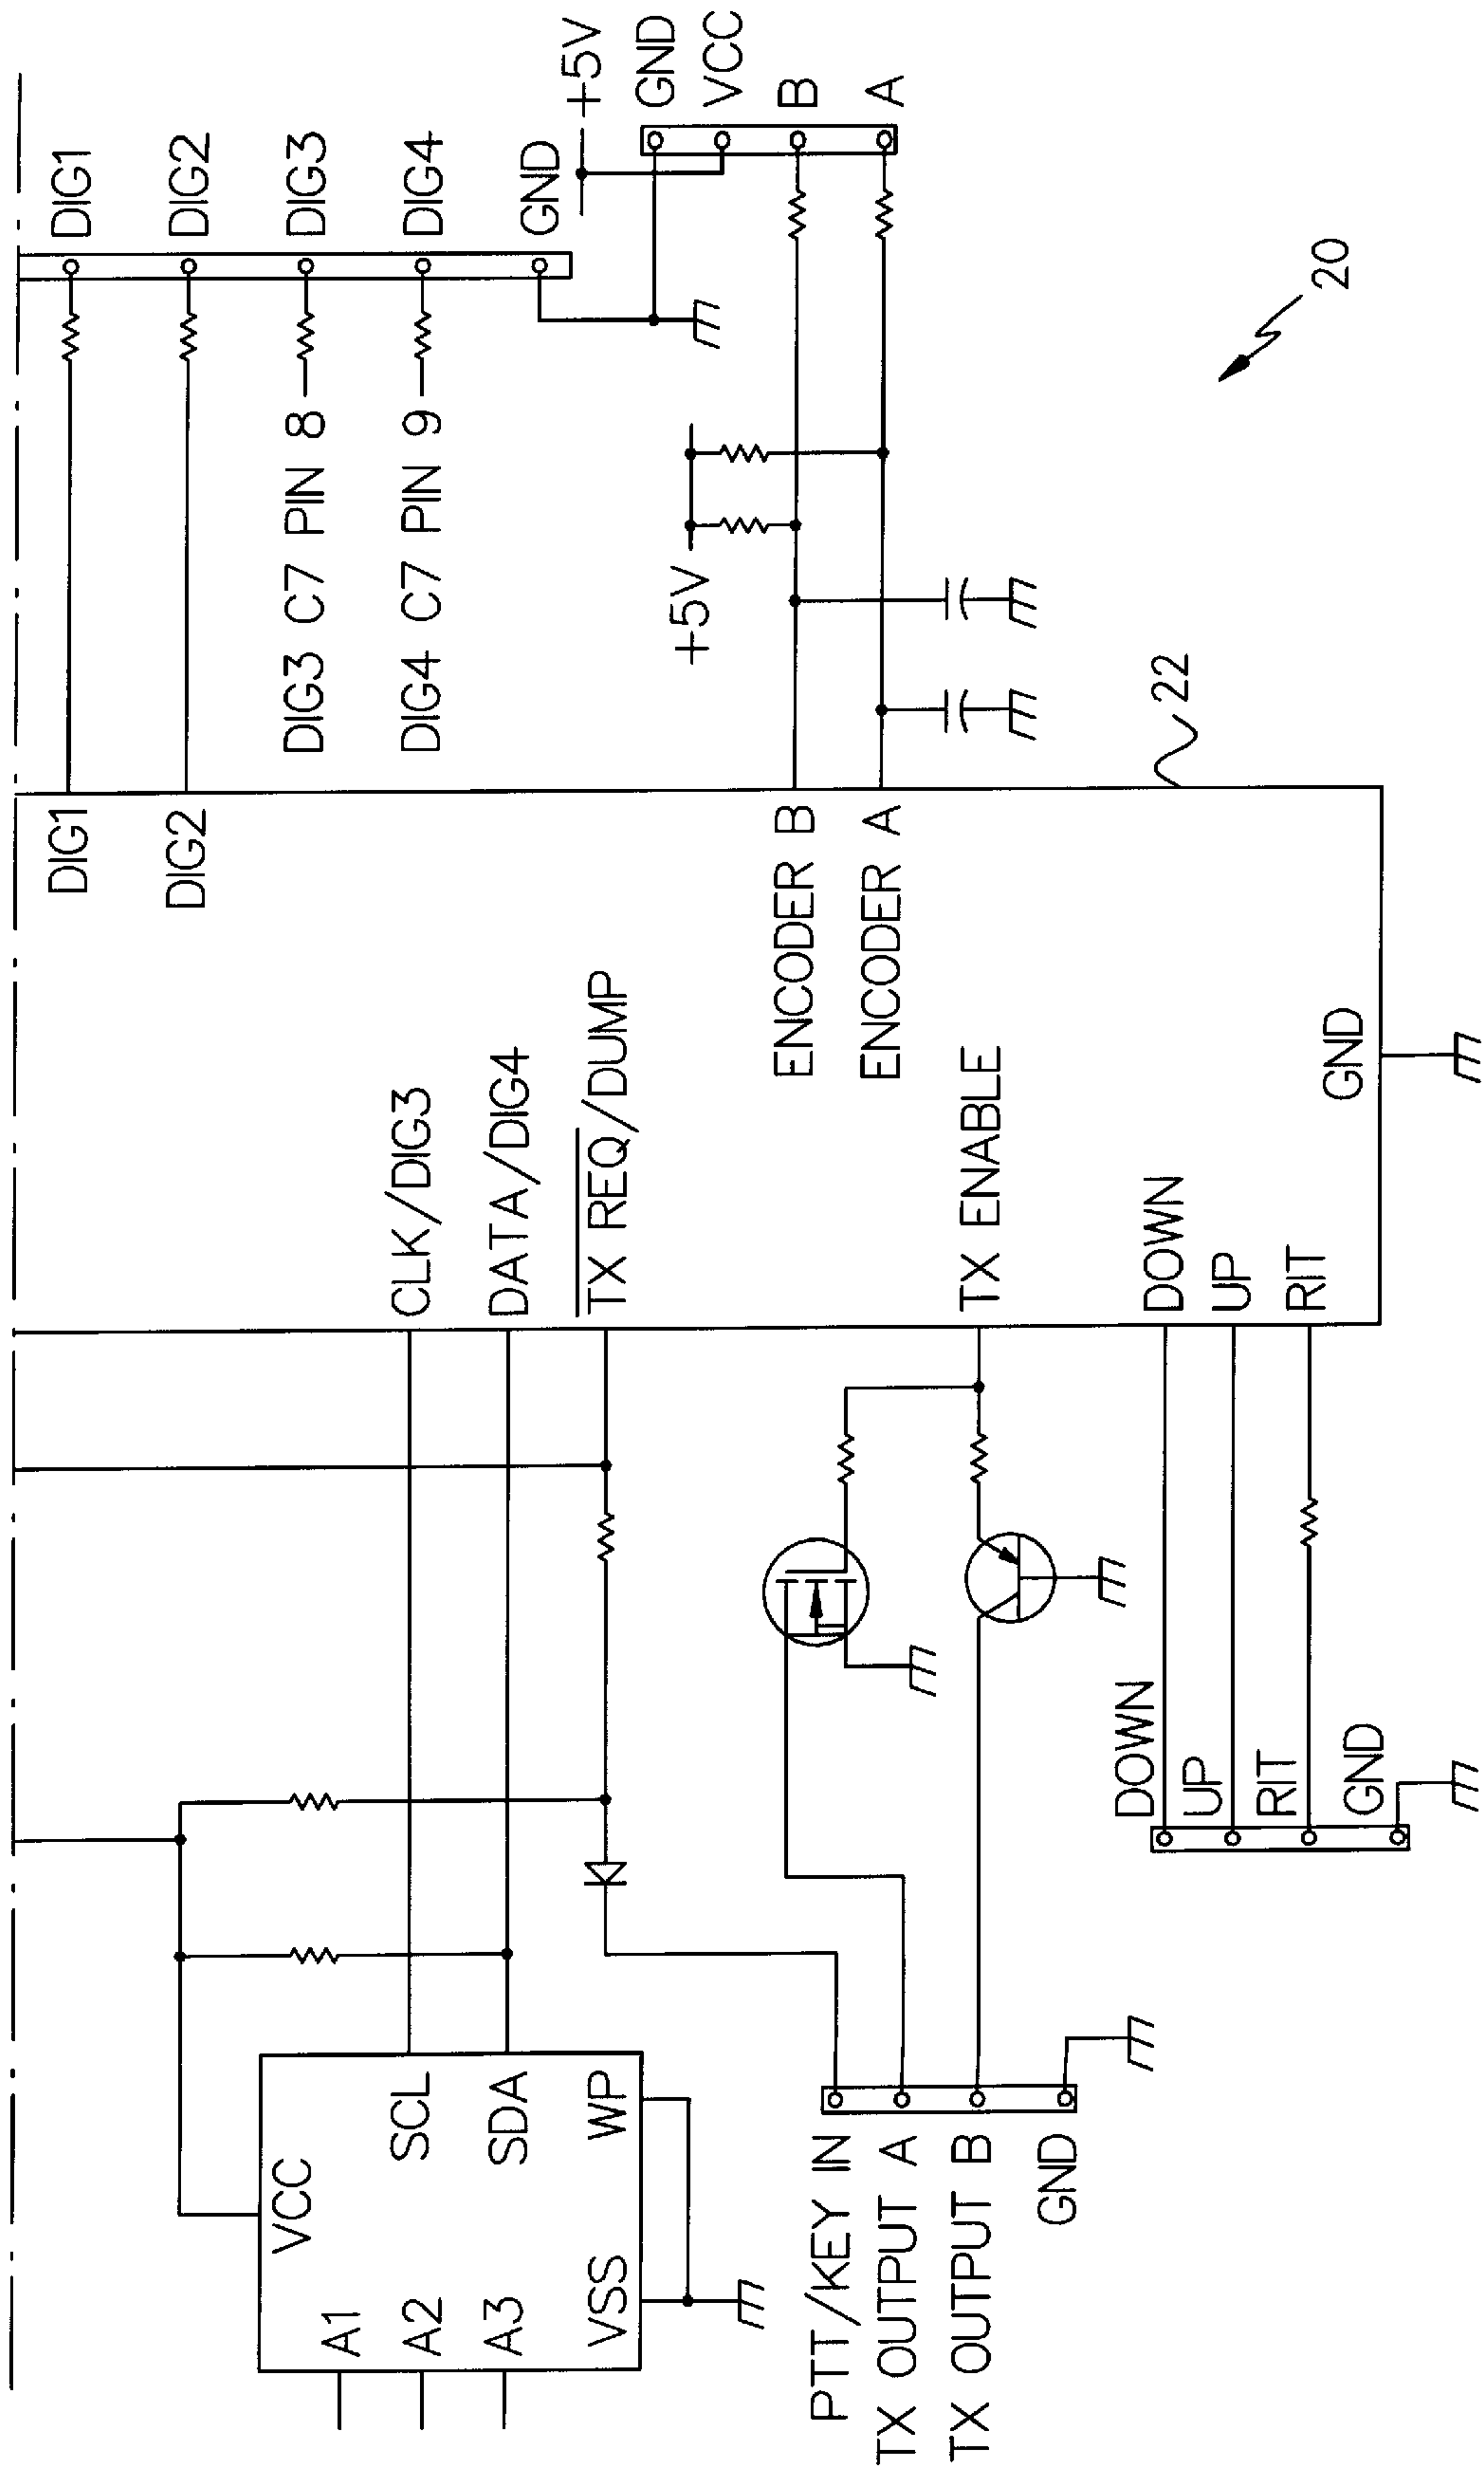 A1
A2
A3
VCC
SCL
SDA
VSS
WP
PTT/KEY IN
TX OUTPUT A
TX OUTPUT B
GND
DOWN
UP
RIT
GND
CLK/DIG3
DATA/DIG4
TX REQ/DUMP
TX ENABLE
DOWN
UP
RIT
GND
DIG1
DIG2
ENCODER B
ENCODER A
22
DIG3 C7 PIN 8
DIG4 C7 PIN 9
+5V
DIG1
DIG2
DIG3
DIG4
GND
+5V
GND
VCC
B
A
20